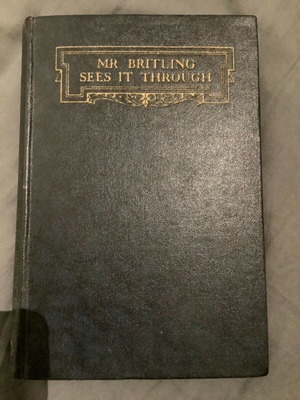 MR BRITLING
SEES IT THROUGH